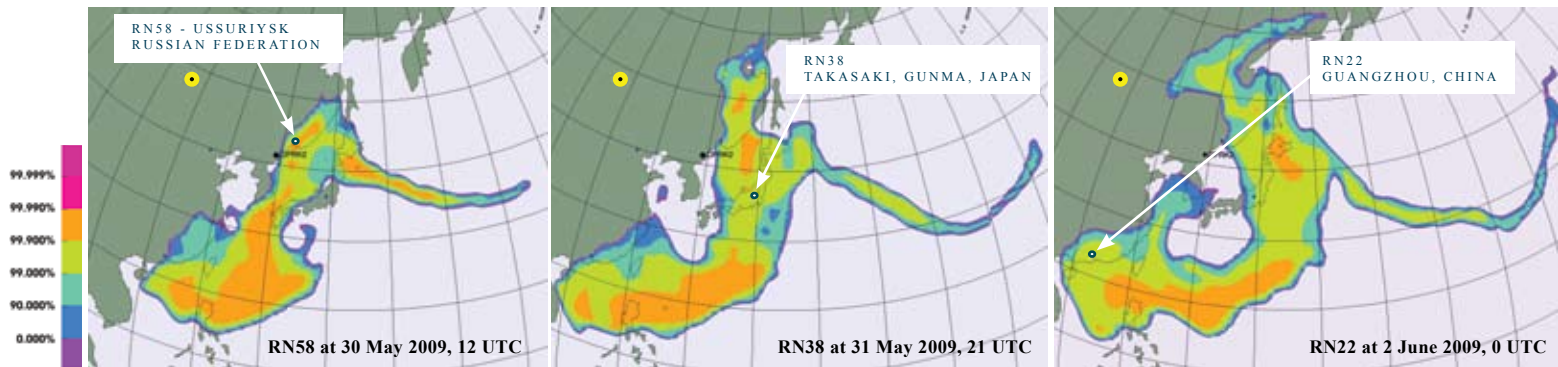 RN58 - USSURIYSK
RUSSIAN FEDERATION
RN38
TAKASAKI, GUNMA, JAPAN
RN22
GUANGZHOU, CHINA
99.999%
99.990%
99.900%
99.000%
90.000%
0.000%
RN58 at 30 May 2009, 12 UTC
RN38 at 31 May 2009, 21 UTC
RN22 at 2 June 2009, 0 UTC